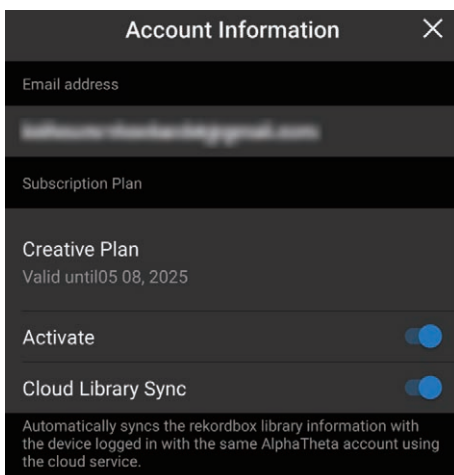 Account Information
Email address
Subscription Plan
Creative Plan
Valid until05 08, 2025
Activate
Cloud Library Sync
Automatically syncs the rekordbox library information with
the device logged in with the same AlphaTheta account using
the cloud service.